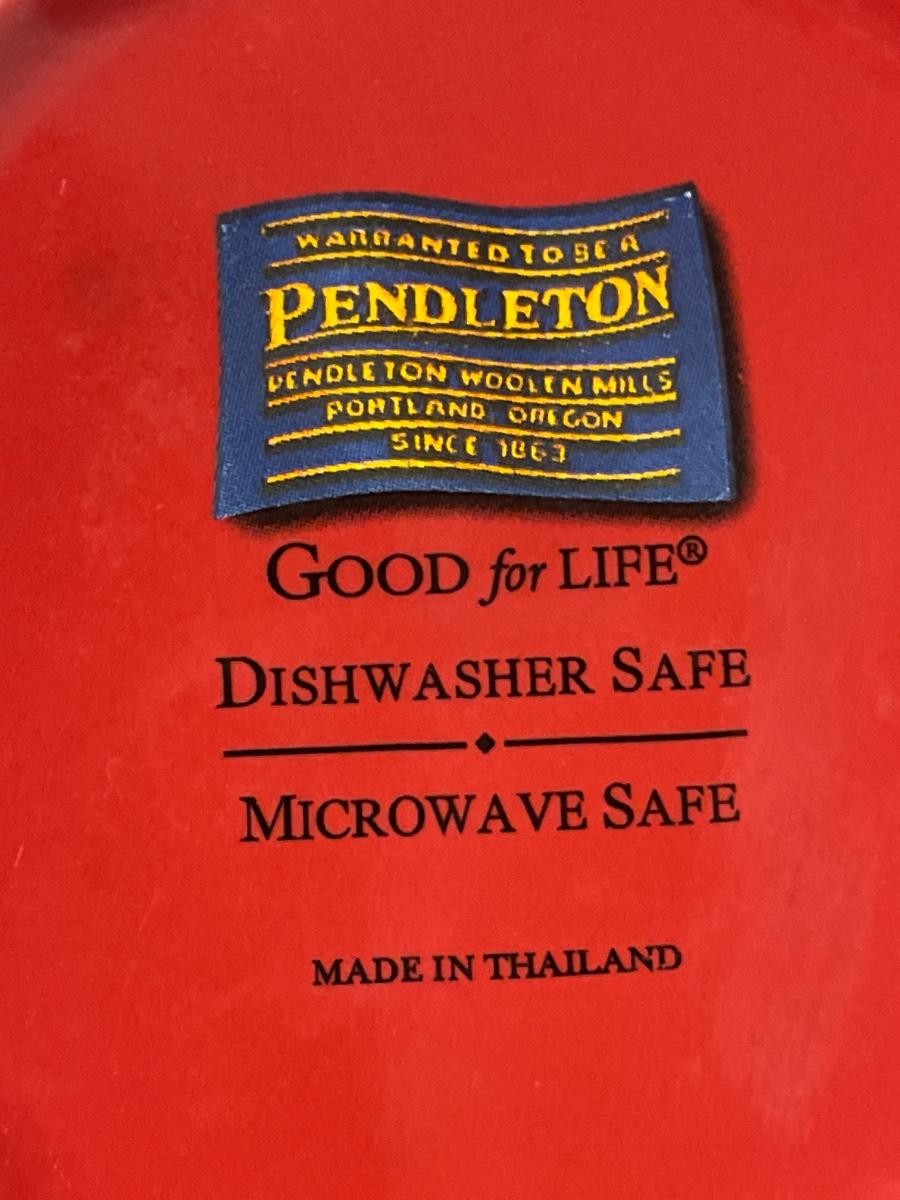 WARRANTED TO BE A
PENDLETON
PENDLETON WOOLEN MILLS
PORTLAND OREGON
SINCE 1863
GOOD for LIFE®
DISHWASHER SAFE
MICROWAVE SAFE
MADE IN THAILAND